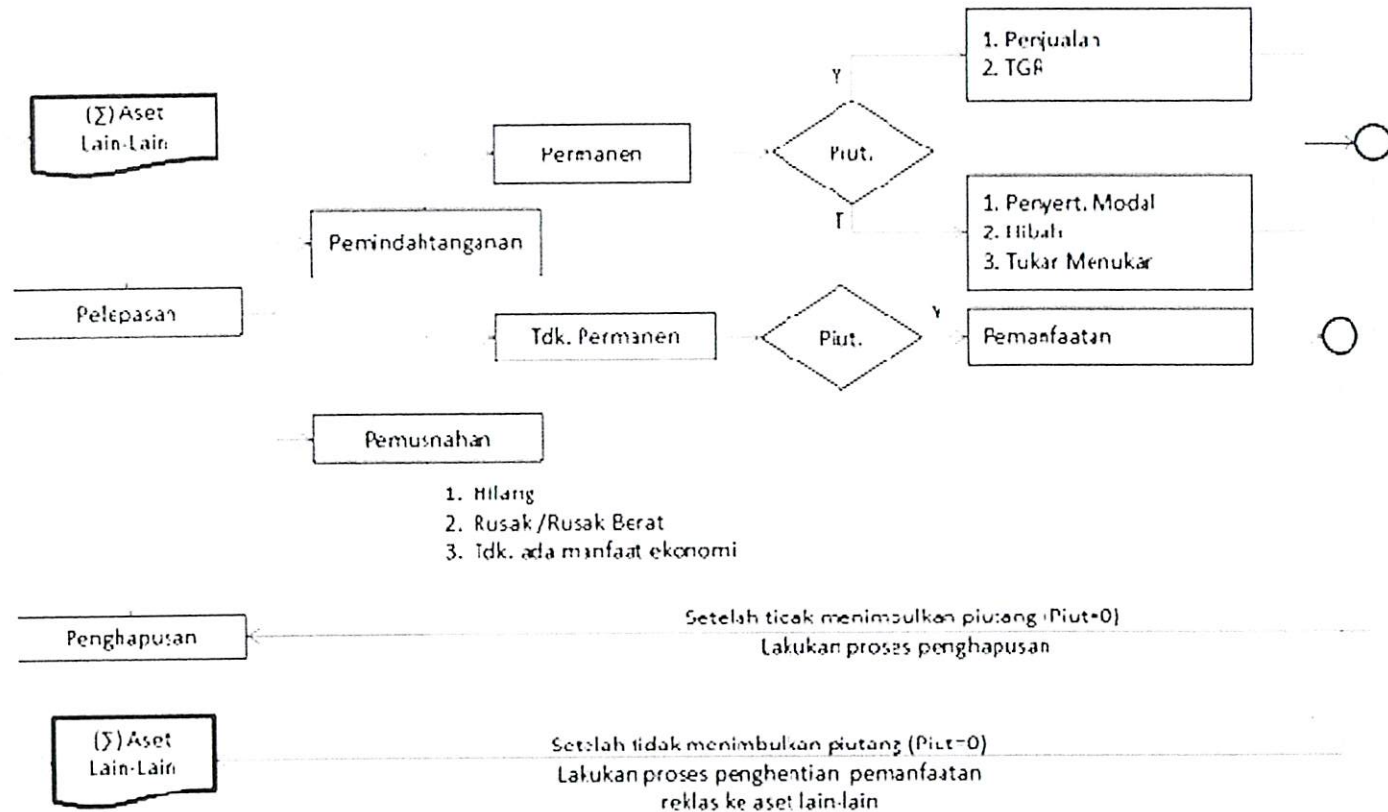 1. Penjualan
2. TGR
Y
(∑) Aset
Lain-Lain
Permanen
Piut.
T
1. Penyert. Modal
2. Hibah
3. Tukar Menukar
Pemindahtanganan
Pelepasan
Tdk. Permanen
Piut.
Y
Pemanfaatan
Pemusnahan
1. Hilang
2. Rusak /Rusak Berat
3. Tdk. ada manfaat ekonomi
Penghapusan
Setelah tidak menimbulkan piutang (Piut=0)
Lakukan proses penghapusan
(∑) Aset
Lain-Lain
Setelah tidak menimbulkan piutang (Piut=0)
Lakukan proses penghentian pemanfaatan
reklas ke aset lain-lain